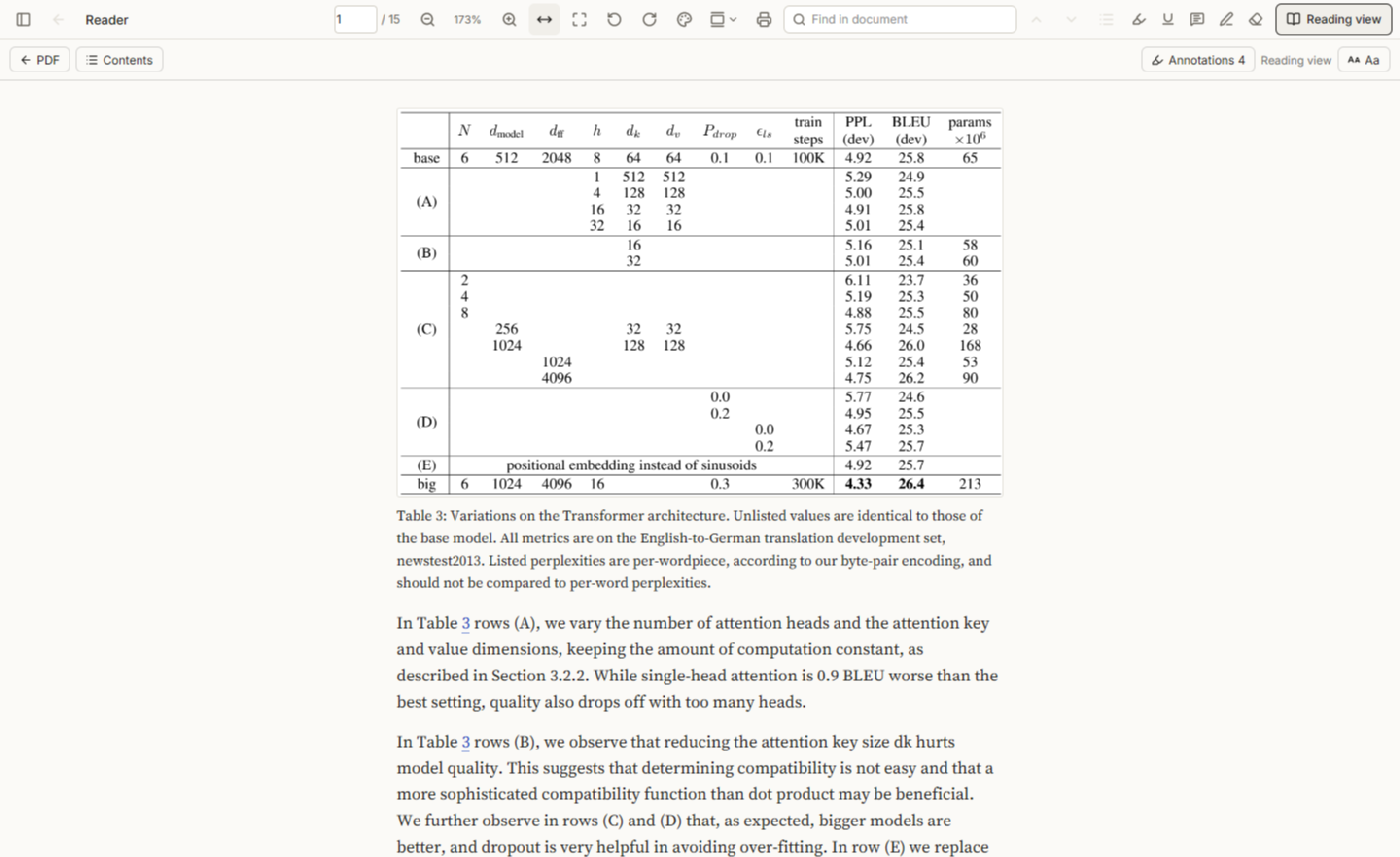 Reader
1 / 15 173% Find in document Reading view
PDF Contents Annotations 4 Reading view AA Aa
N d_model d_ff h d_k d_v P_drop ϵ_ls train steps PPL (dev) BLEU (dev) params ×10⁶
base 6 512 2048 8 64 64 0.1 0.1 100K 4.92 25.8 65
(A)
1 512 512 5.29 24.9
4 128 128 5.00 25.5
16 32 32 4.91 25.8
32 16 16 5.01 25.4
(B)
16 5.16 25.1 58
32 5.01 25.4 60
(C)
2 6.11 23.7 36
4 5.19 25.3 50
8 4.88 25.5 80
256 32 32 5.75 24.5 28
1024 128 128 4.66 26.0 168
1024 5.12 25.4 53
4096 4.75 26.2 90
(D)
0.0 5.77 24.6
0.2 4.95 25.5
0.0 4.67 25.3
0.2 5.47 25.7
(E) positional embedding instead of sinusoids 4.92 25.7
big 6 1024 4096 16 0.3 300K 4.33 26.4 213
Table 3: Variations on the Transformer architecture. Unlisted values are identical to those of
the base model. All metrics are on the English-to-German translation development set,
newstest2013. Listed perplexities are per-wordpiece, according to our byte-pair encoding, and
should not be compared to per-word perplexities.
In Table 3 rows (A), we vary the number of attention heads and the attention key
and value dimensions, keeping the amount of computation constant, as
described in Section 3.2.2. While single-head attention is 0.9 BLEU worse than the
best setting, quality also drops off with too many heads.
In Table 3 rows (B), we observe that reducing the attention key size dk hurts
model quality. This suggests that determining compatibility is not easy and that a
more sophisticated compatibility function than dot product may be beneficial.
We further observe in rows (C) and (D) that, as expected, bigger models are
better, and dropout is very helpful in avoiding over-fitting. In row (E) we replace